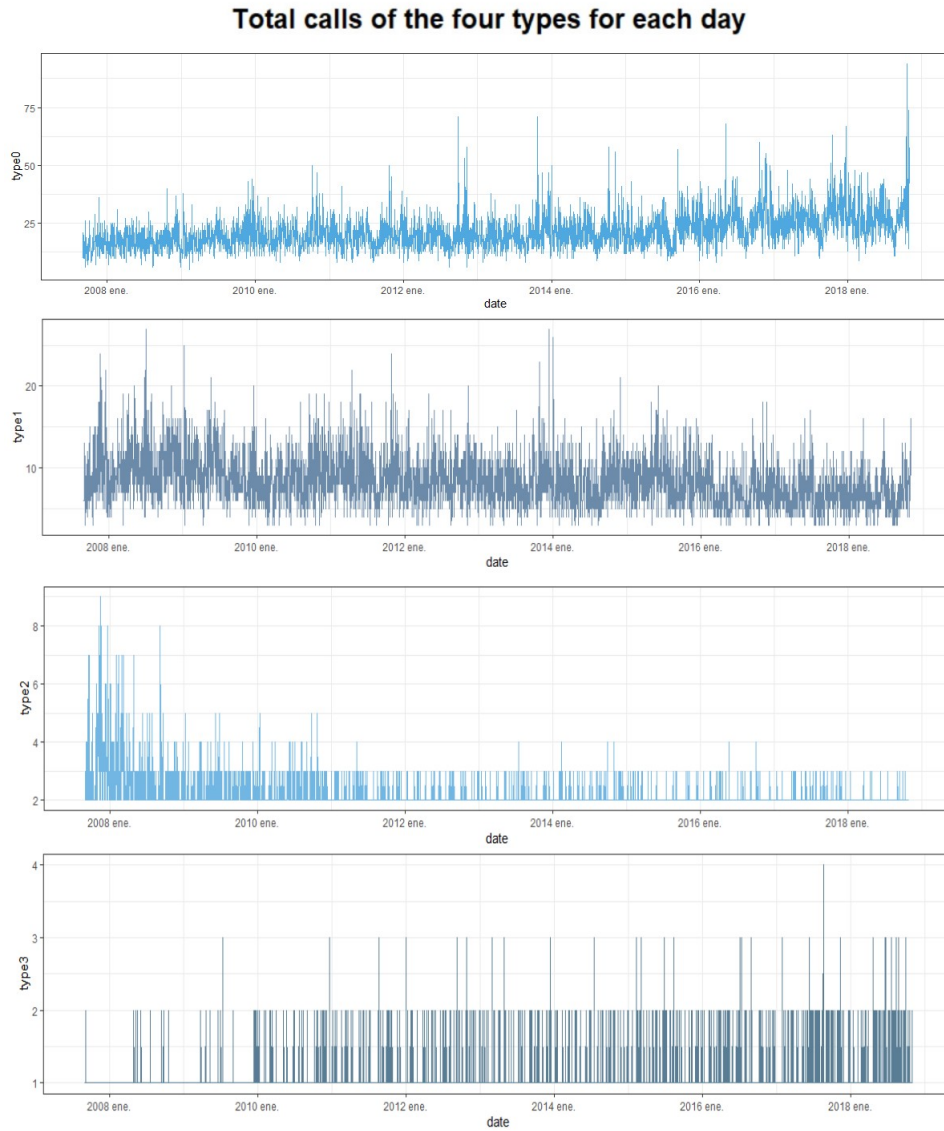 Total calls of the four types for each day
75
50
25
type0
2008 ene. 2010 ene. 2012 ene. 2014 ene. 2016 ene. 2018 ene.
date
20
10
type1
2008 ene. 2010 ene. 2012 ene. 2014 ene. 2016 ene. 2018 ene.
date
8
6
4
2
type2
2008 ene. 2010 ene. 2012 ene. 2014 ene. 2016 ene. 2018 ene.
date
4
3
2
1
type3
2008 ene. 2010 ene. 2012 ene. 2014 ene. 2016 ene. 2018 ene.
date